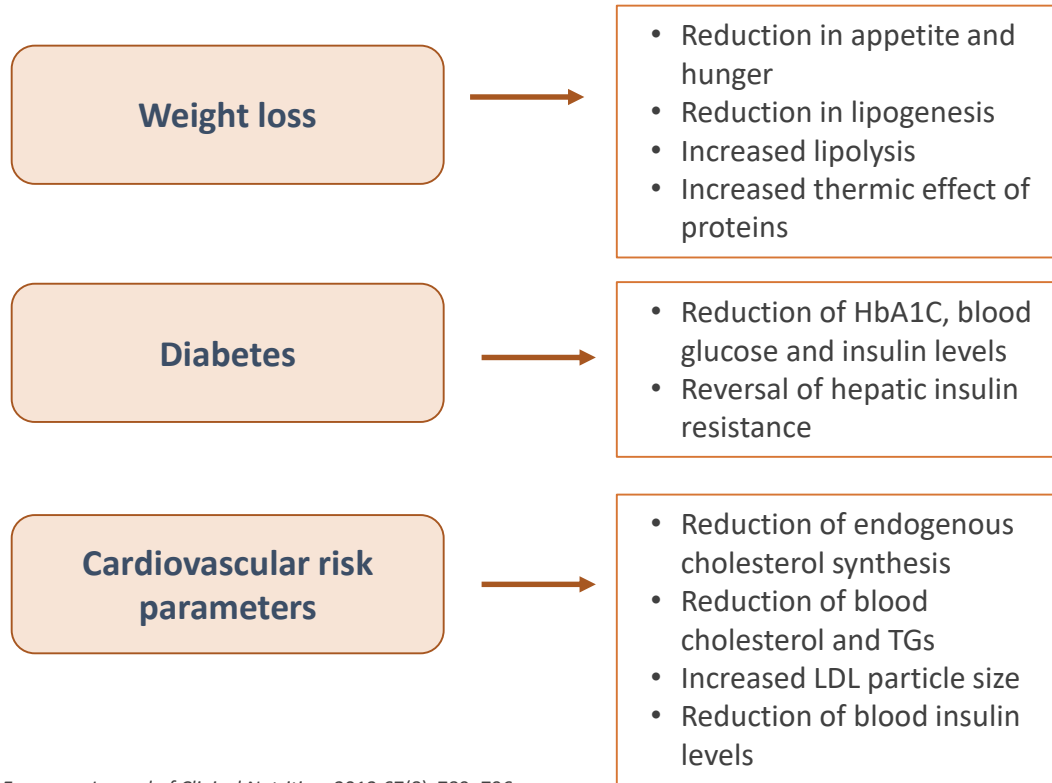 Weight loss
• Reduction in appetite and
hunger
• Reduction in lipogenesis
• Increased lipolysis
• Increased thermic effect of
proteins
Diabetes
• Reduction of HbA1C, blood
glucose and insulin levels
• Reversal of hepatic insulin
resistance
Cardiovascular risk
parameters
• Reduction of endogenous
cholesterol synthesis
• Reduction of blood
cholesterol and TGs
• Increased LDL particle size
• Reduction of blood insulin
levels